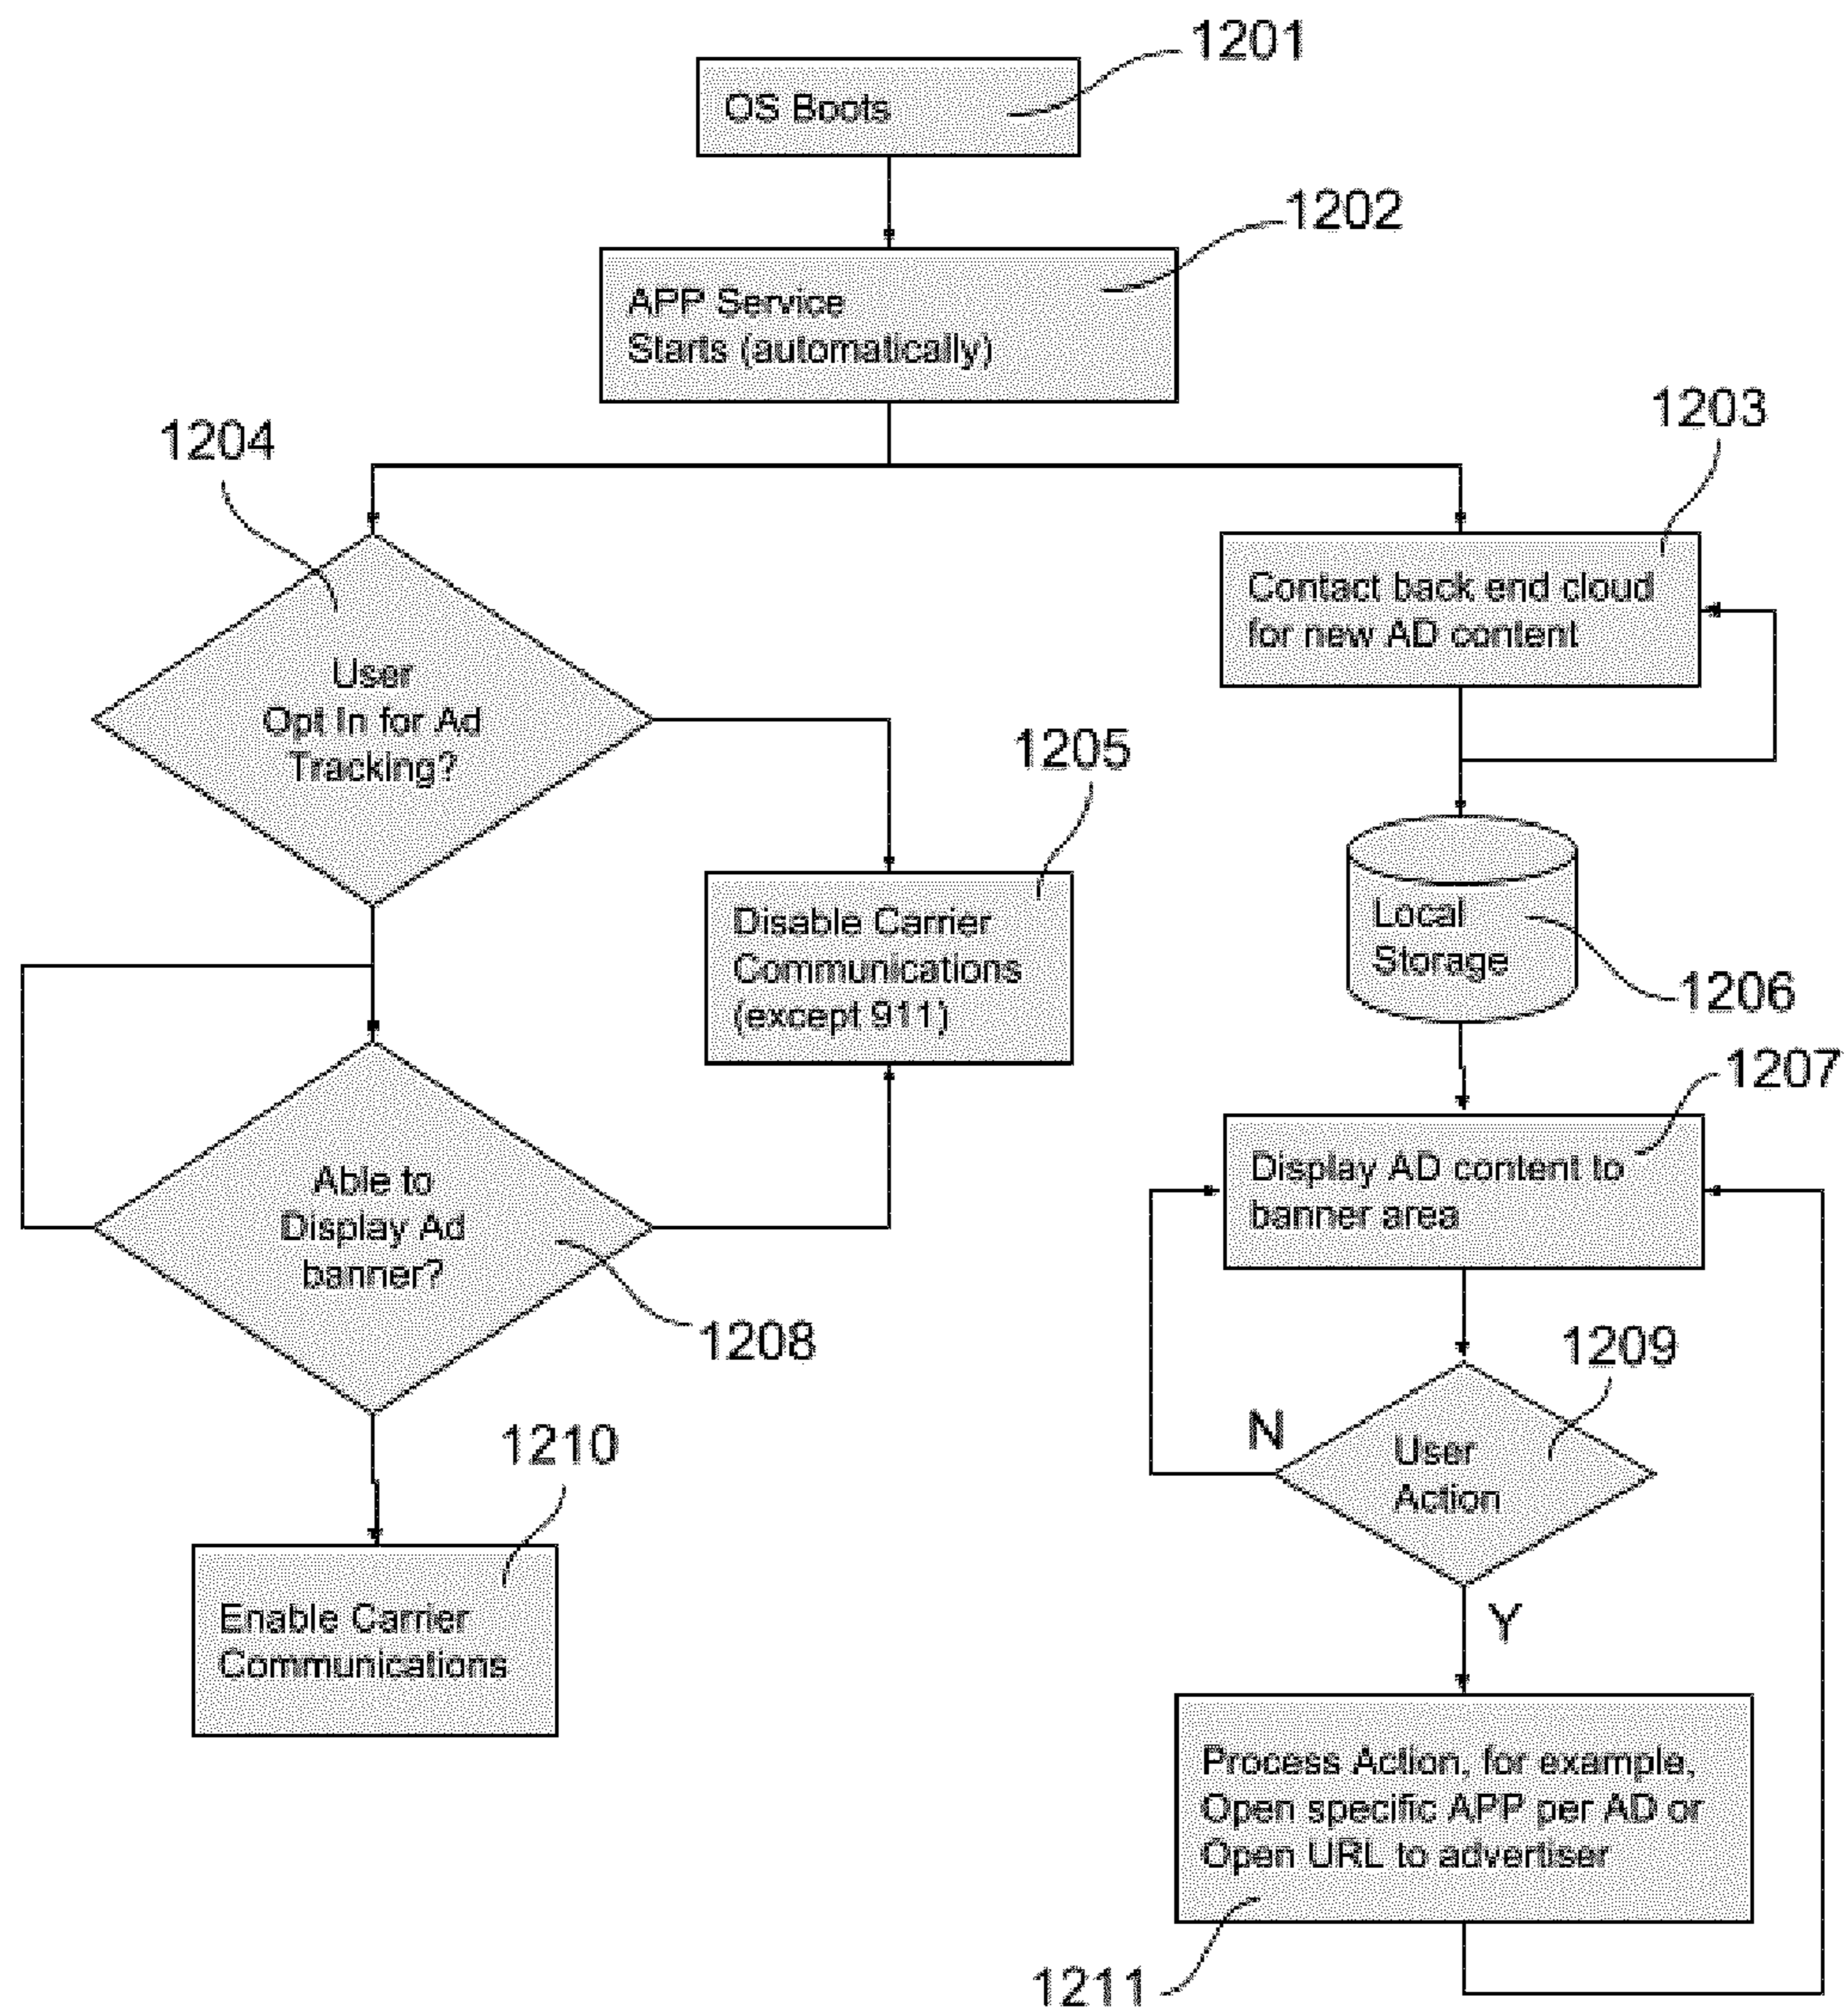 1201
OS Boots
1202
APP Service
Starts (automatically)
1203
1204
Contact back end cloud
for new AD content
User
Opt In for Ad
Tracking?
1205
Disable Carrier
Communications
(except 911)
Local
Storage
1206
1207
Display AD content to
banner area
Able to
Display Ad
banner?
1208
1209
N
User
Action
Y
1210
Enable Carrier
Communications
Process Action, for example,
Open specific APP per AD or
Open URL to advertiser
1211